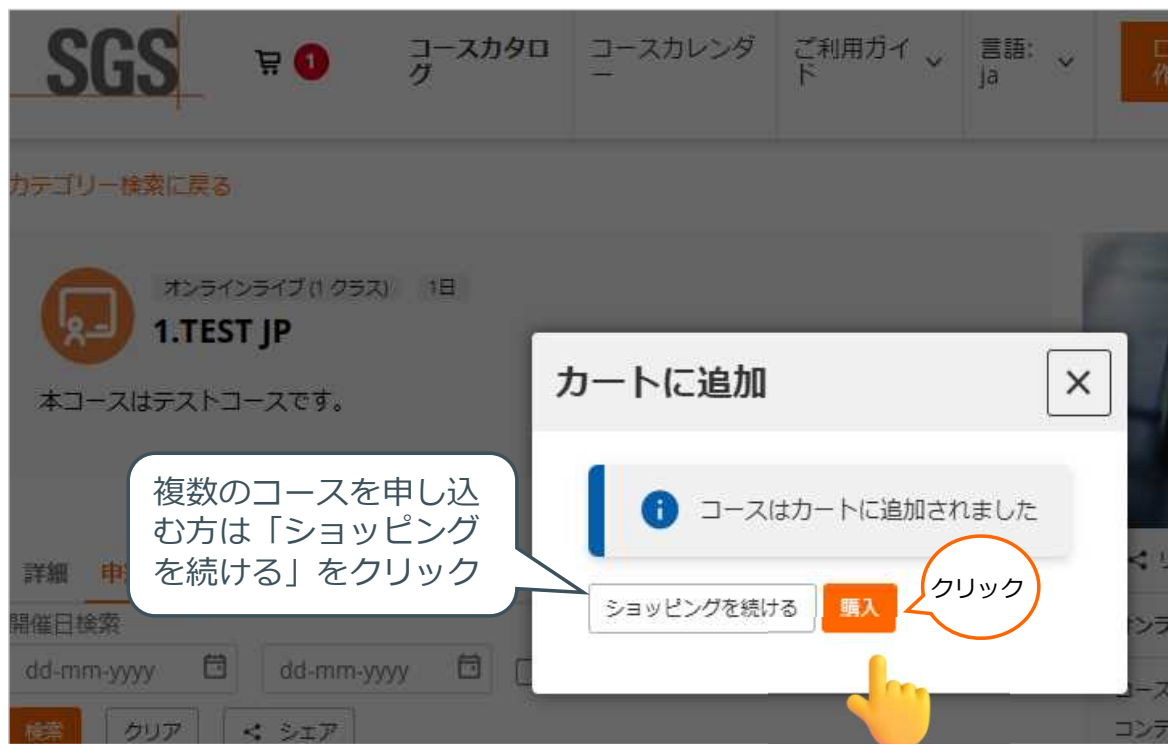 SGS
1
コースカタロ
グ
コースカレンダ
ー
ご利用ガイ
ド
言語:
ja
カテゴリー検索に戻る
オンラインライブ (1 クラス)
1日
1.TEST JP
本コースはテストコースです。
カートに追加
コースはカートに追加されました
ショッピングを続ける
購入
クリック
複数のコースを申し込
む方は「ショッピング
を続ける」をクリック
詳細
申
開催日検索
dd-mm-yyyy
dd-mm-yyyy
検索
クリア
シェア
コンテ